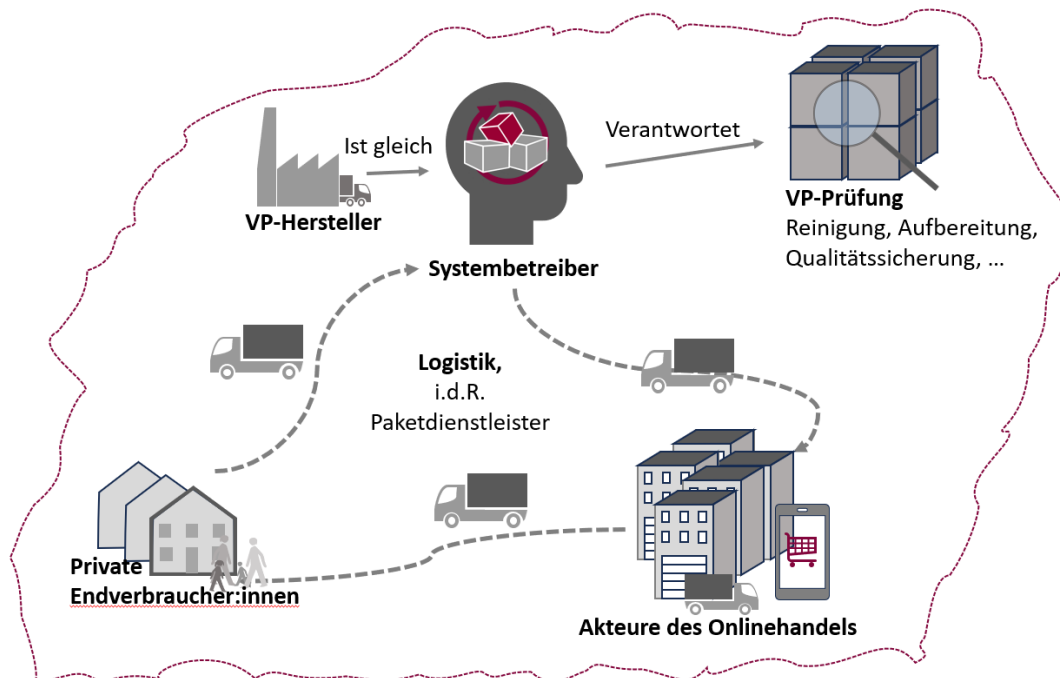 Ist gleich
Verantwortet
VP-Hersteller
VP-Prüfung
Reinigung, Aufbereitung,
Qualitätssicherung, ...
Systembetreiber
Logistik,
i.d.R.
Paketdienstleister
Private
Endverbraucher:innen
Akteure des Onlinehandels